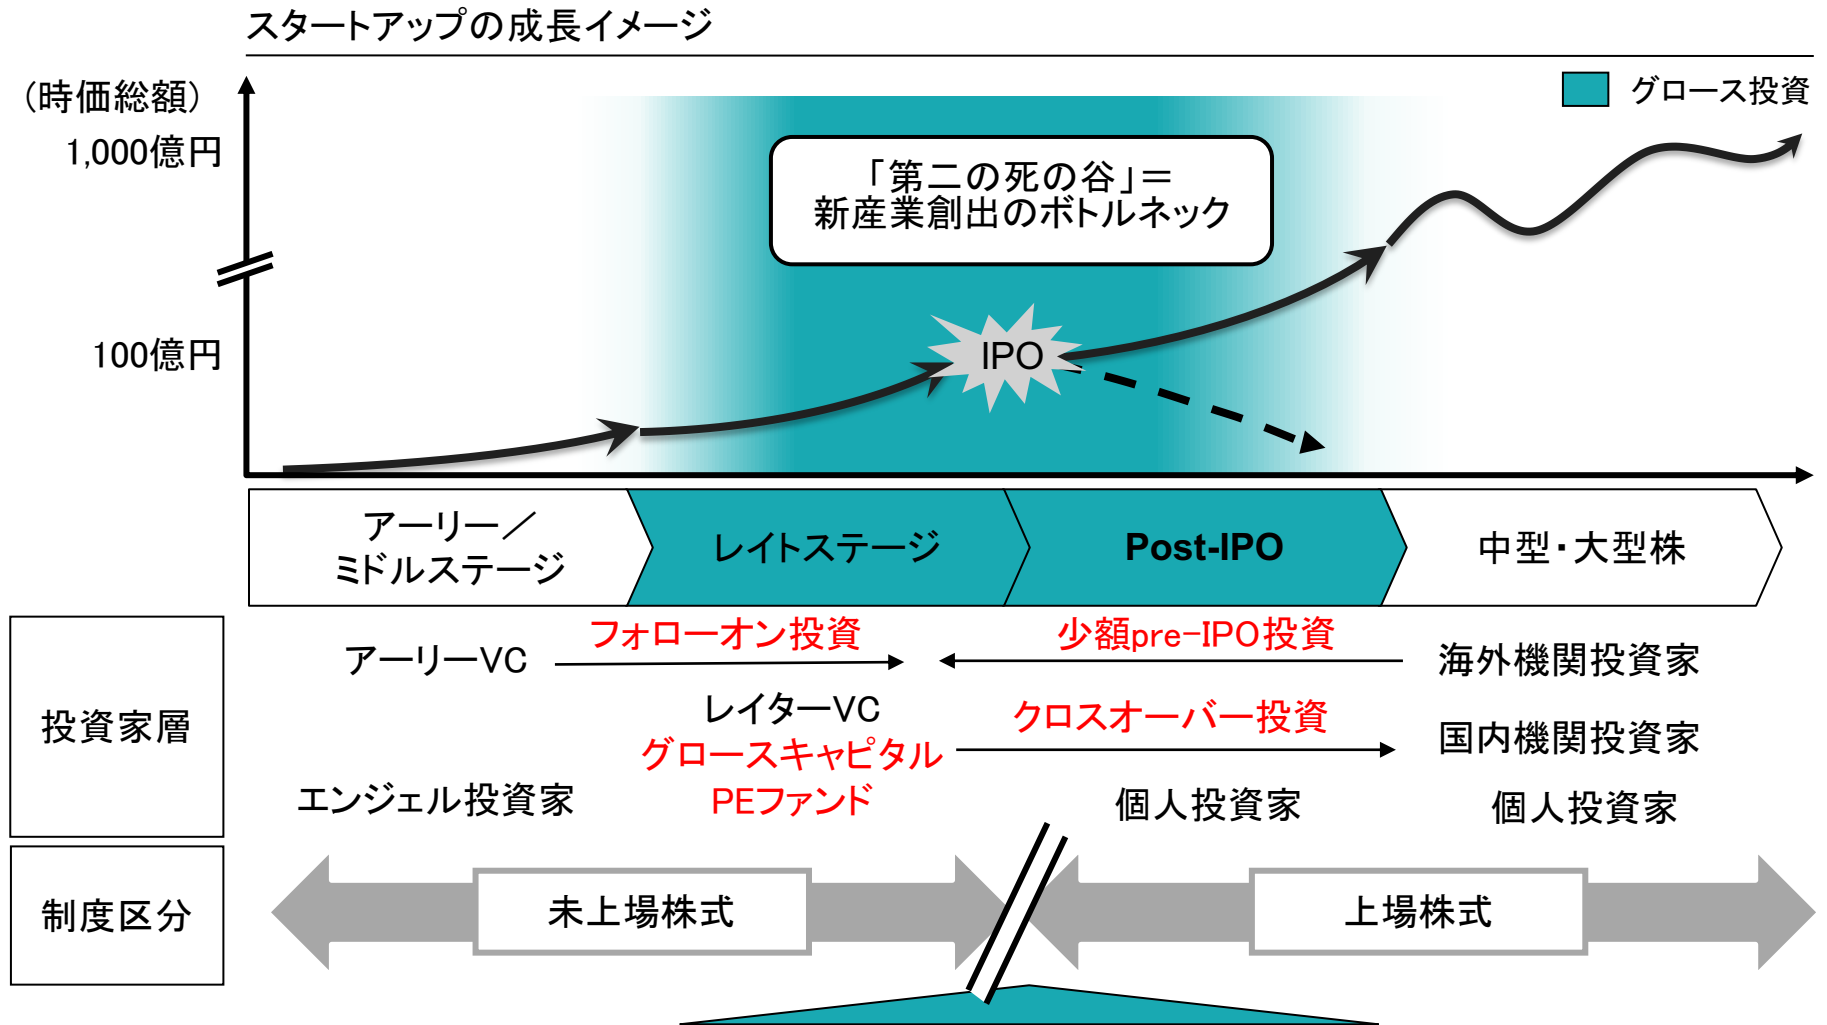 スタートアップの成長イメージ
(時価総額)
グロース投資
1,000億円
「第二の死の谷」＝
新産業創出のボトルネック
100億円
IPO
アーリー／
ミドルステージ
レイトステージ
Post-IPO
中型・大型株
投資家層
フォローオン投資
少額pre-IPO投資
アーリーVC
海外機関投資家
レイターVC
クロスオーバー投資
国内機関投資家
グロースキャピタル
エンジェル投資家
PEファンド
個人投資家
個人投資家
制度区分
未上場株式
上場株式